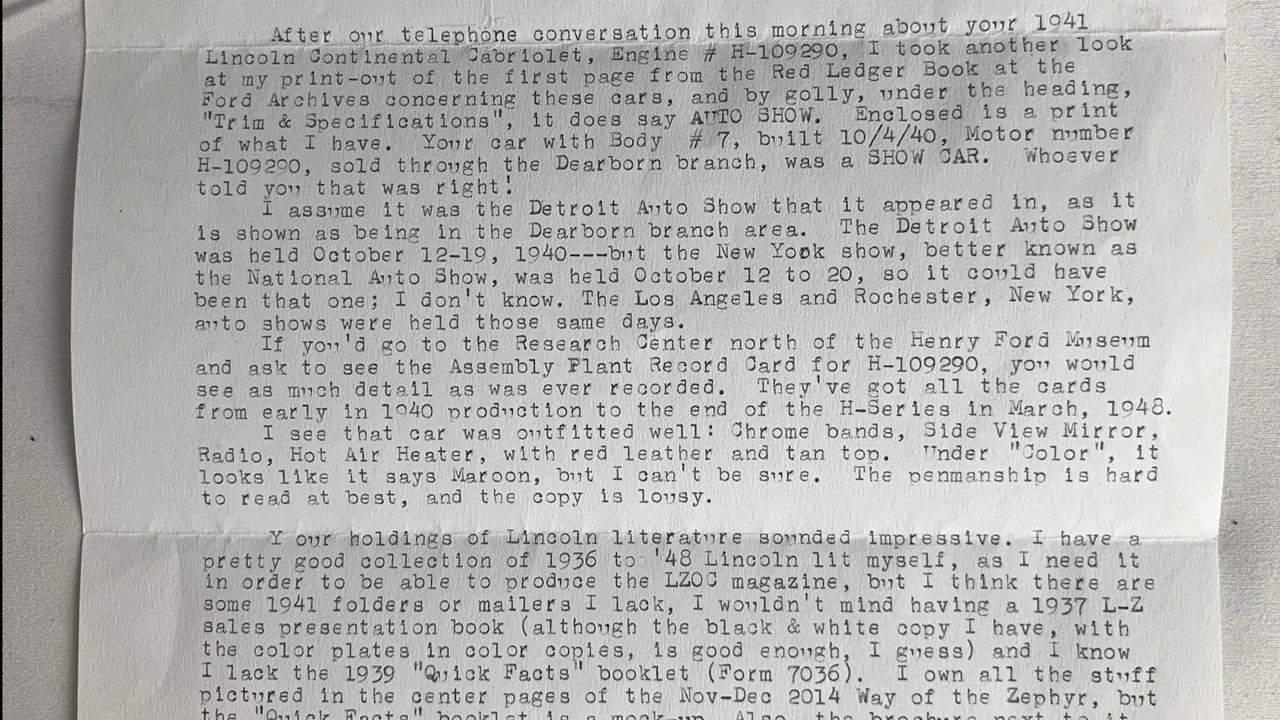 After our telephone conversation this morning about your 1941
Lincoln Continental Cabriolet, Engine # H-109290, I took another look
at my print-out of the first page from the Red Ledger Book at the
Ford Archives concerning these cars, and by golly, under the heading,
"Trim & Specifications", it does say AUTO SHOW. Enclosed is a print
of what I have. Your car with Body # 7, built 10/4/40, Motor number
H-109290, sold through the Dearborn branch, was a SHOW CAR. Whoever
told you that was right!
I assume it was the Detroit Auto Show that it appeared in, as it
is shown as being in the Dearborn branch area. The Detroit Auto Show
was held October 12-19, 1940---but the New York show, better known as
the National Auto Show, was held October 12 to 20, so it could have
been that one; I don't know. The Los Angeles and Rochester, New York,
auto shows were held those same days.
If you'd go to the Research Center north of the Henry Ford Museum
and ask to see the Assembly Plant Record Card for H-109290, you would
see as much detail as was ever recorded. They've got all the cards
from early in 1940 production to the end of the H-Series in March, 1948.
I see that car was outfitted well: Chrome bands, Side View Mirror,
Radio, Hot Air Heater, with red leather and tan top. Under "Color", it
looks like it says Maroon, but I can't be sure. The penmanship is hard
to read at best, and the copy is lousy.
Y our holdings of Lincoln literature sounded impressive. I have a
pretty good collection of 1936 to '48 Lincoln lit myself, as I need it
in order to be able to produce the LZOC magazine, but I think there are
some 1941 folders or mailers I lack, I wouldn't mind having a 1937 L-Z
sales presentation book (although the black & white copy I have, with
the color plates in color copies, is good enough, I guess) and I know
I lack the 1939 "Quick Facts" booklet (Form 7036). I own all the stuff
pictured in the center pages of the Nov-Dec 2014 Way of the Zephyr, but
the "Quick Facts" booklet is a mock-up. Also, the brochure next to it